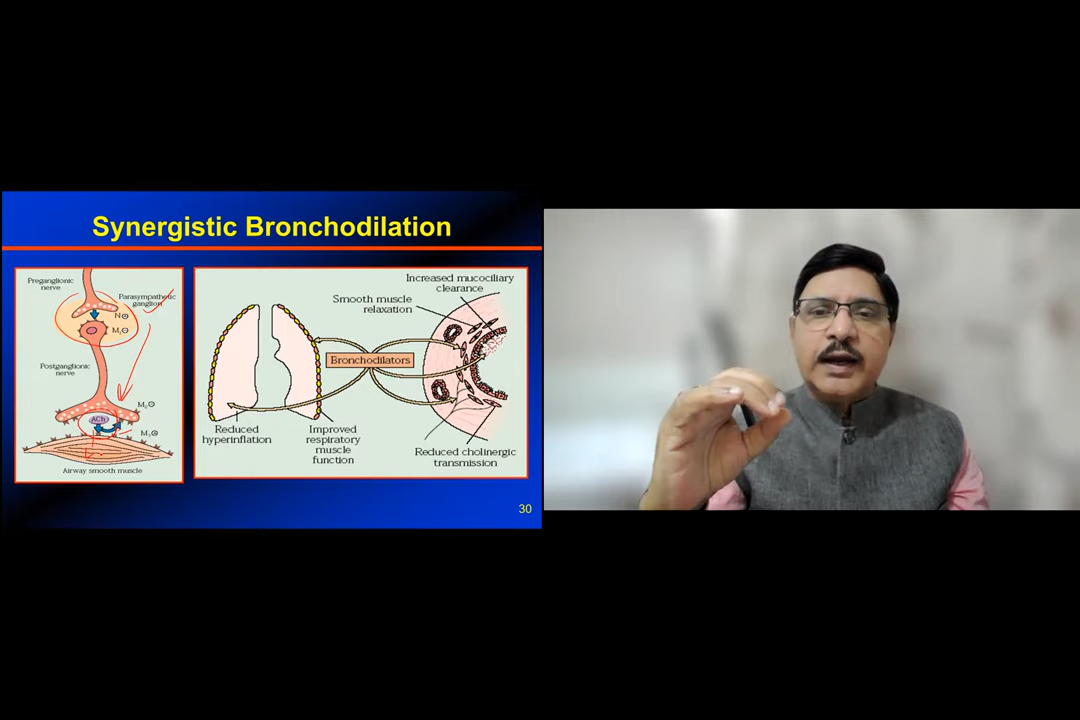 Synergistic Bronchodilation
Preganglionic
nerve
Parasympathetic
ganglion
N⊕
M₁⊖
Postganglionic
nerve
M₂⊖
ACh
M₃⊕
Airway smooth muscle
Increased mucociliary
clearance
Smooth muscle
relaxation
Bronchodilators
Reduced
hyperinflation
Improved
respiratory
muscle
function
Reduced cholinergic
transmission
30